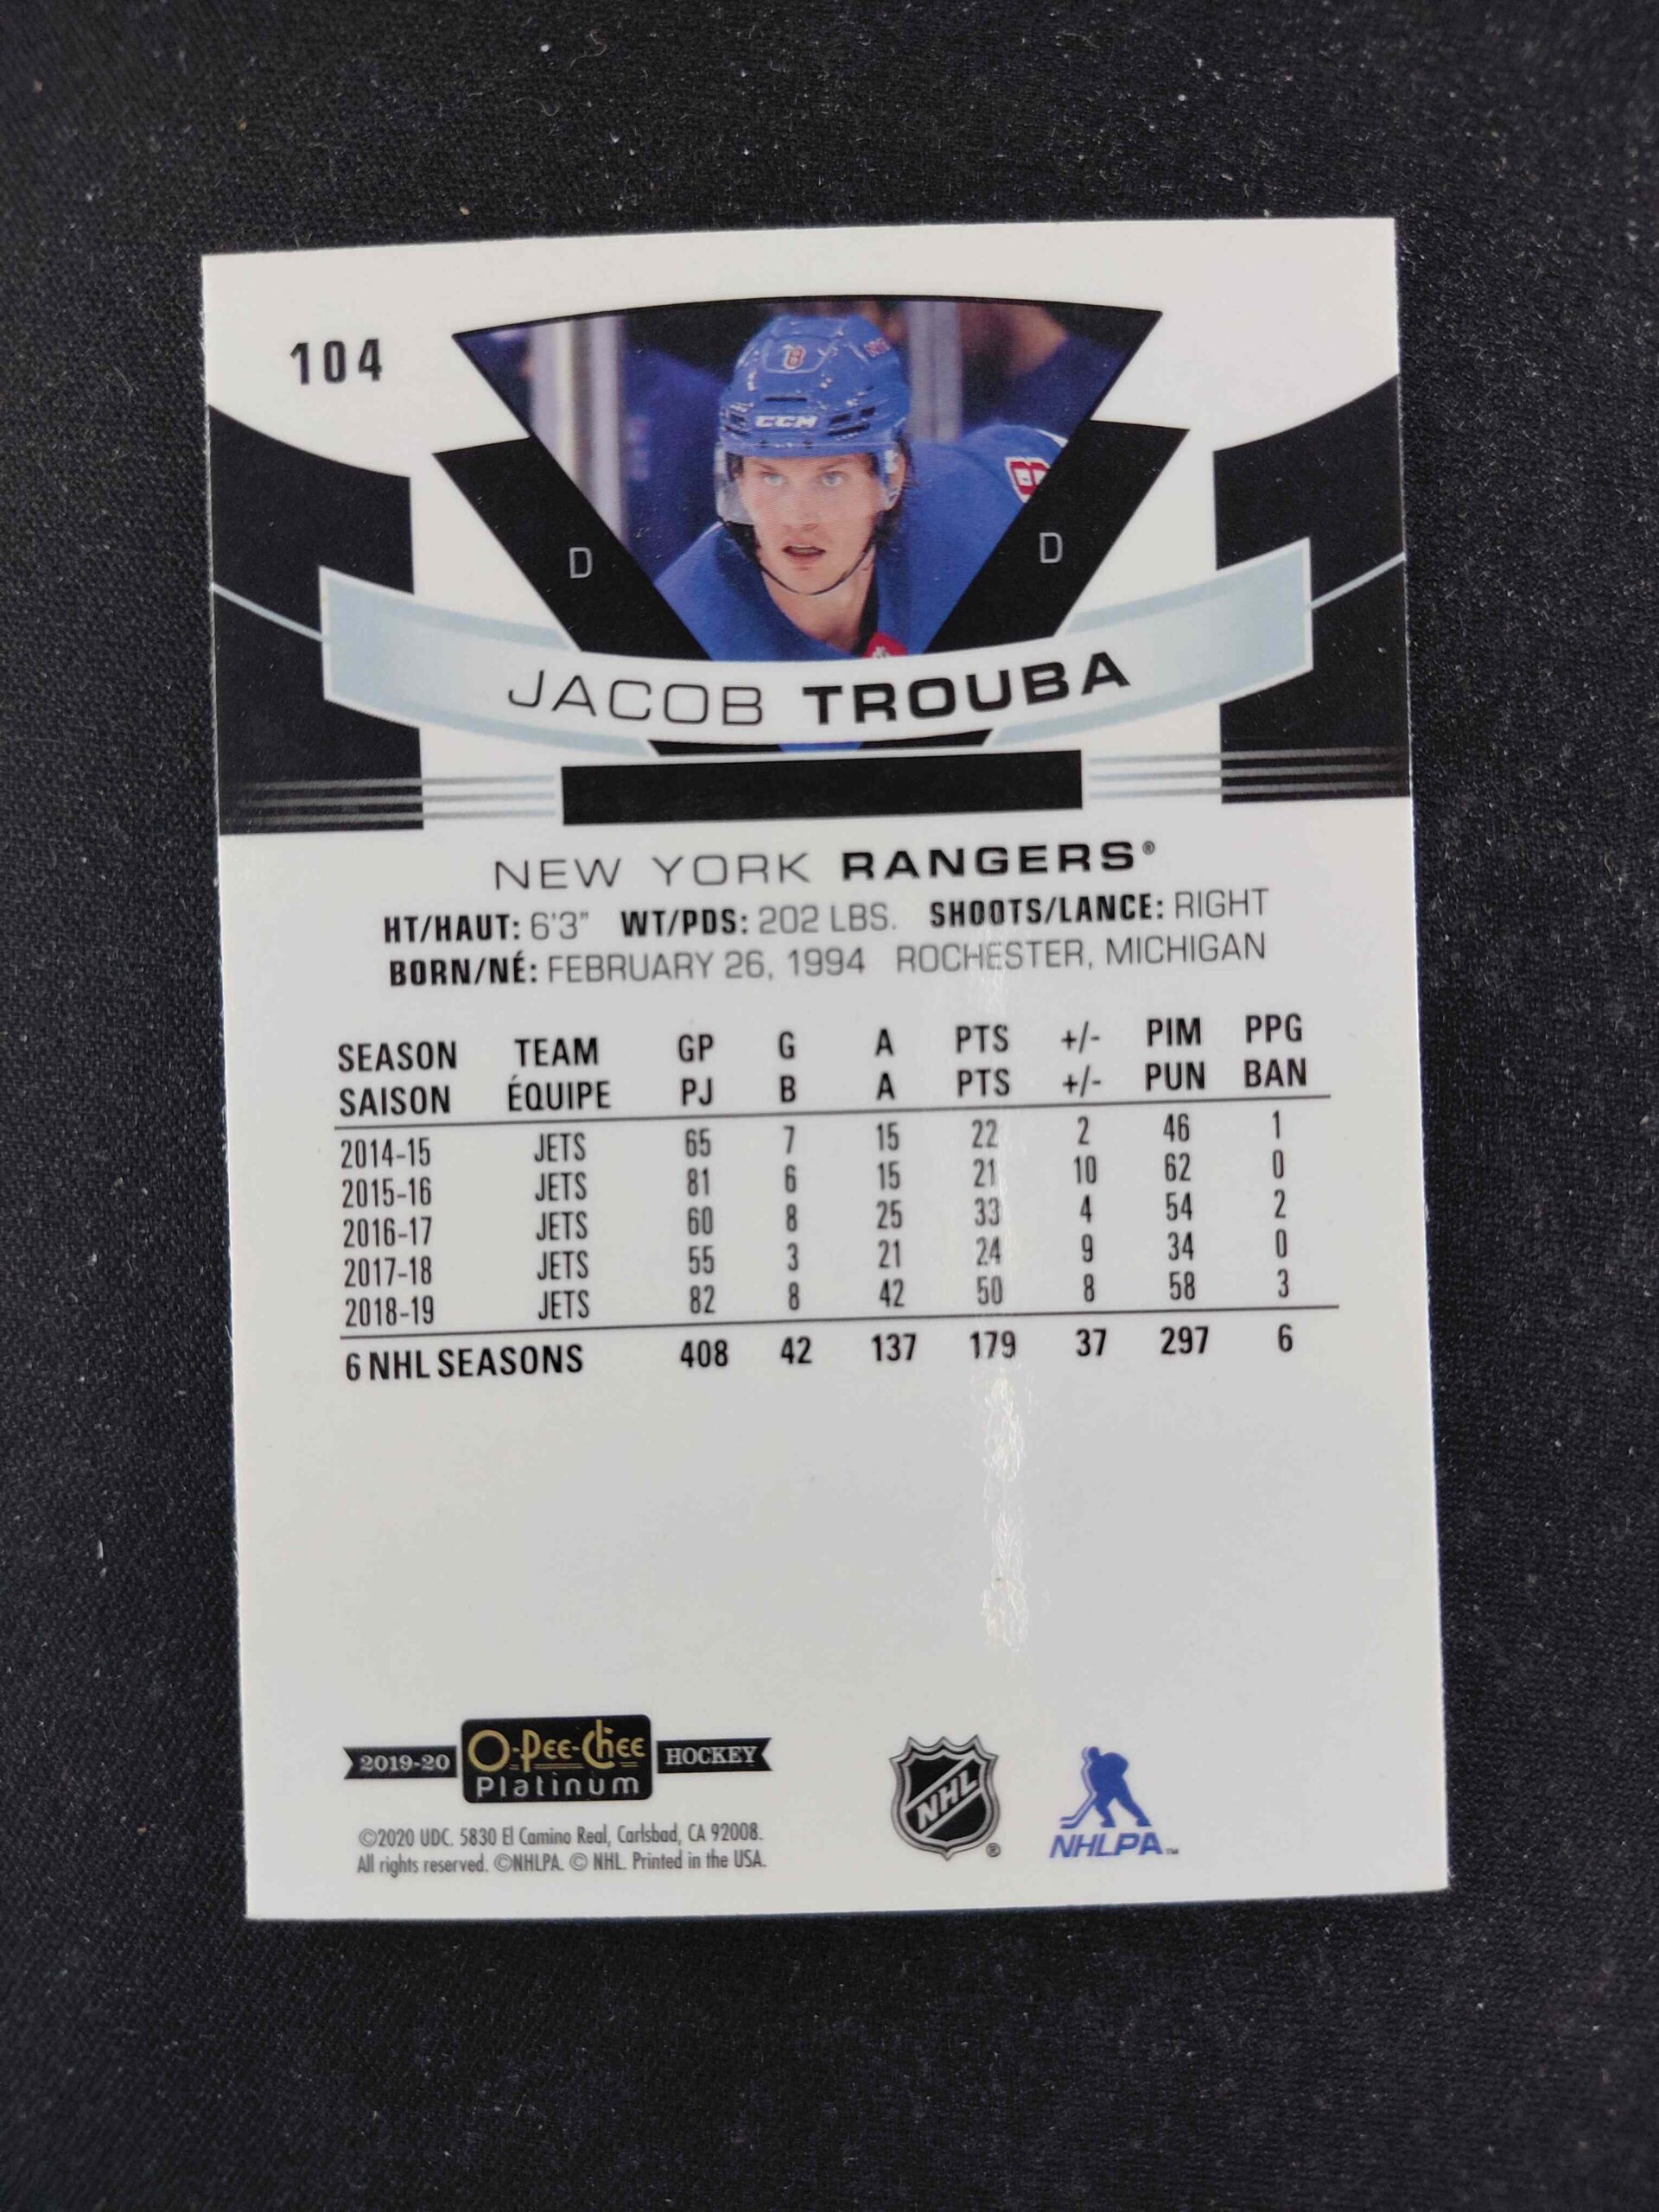 104
8
CCM
D D
JACOB TROUBA
NEW YORK RANGERS®
HT/HAUT: 6'3" WT/PDS: 202 LBS. SHOOTS/LANCE: RIGHT
BORN/NÉ: FEBRUARY 26, 1994 ROCHESTER, MICHIGAN
SEASON TEAM GP G A PTS +/- PIM PPG
SAISON ÉQUIPE PJ B A PTS +/- PUN BAN
2014-15 JETS 65 7 15 22 2 46 1
2015-16 JETS 81 6 15 21 10 62 0
2016-17 JETS 60 8 25 33 4 54 2
2017-18 JETS 55 3 21 24 9 34 0
2018-19 JETS 82 8 42 50 8 58 3
6 NHL SEASONS 408 42 137 179 37 297 6
2019-20 O-Pee-Chee Platinum HOCKEY
NHL®
NHLPA™
©2020 UDC. 5830 El Camino Real, Carlsbad, CA 92008.
All rights reserved. ©NHLPA. © NHL. Printed in the USA.